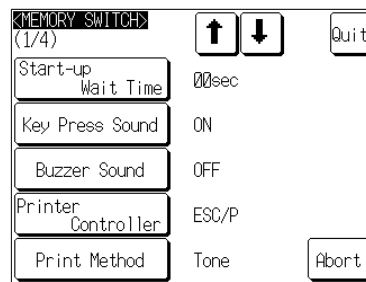 <MEMORY SWITCH>
(1/4)
Quit
Start-up
Wait Time
00sec
Key Press Sound
ON
Buzzer Sound
OFF
Printer
Controller
ESC/P
Print Method
Tone
Abort